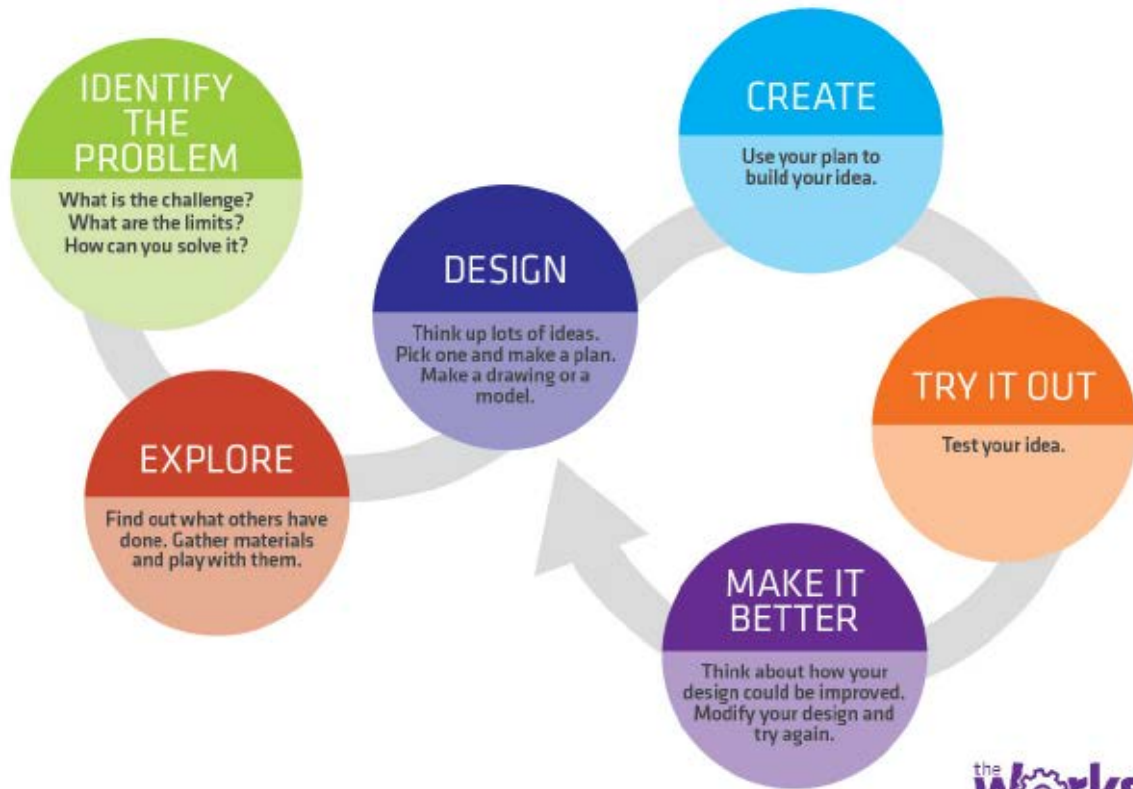 IDENTIFY
THE
PROBLEM
What is the challenge?
What are the limits?
How can you solve it?
EXPLORE
Find out what others have
done. Gather materials
and play with them.
DESIGN
Think up lots of ideas.
Pick one and make a plan.
Make a drawing or a
model.
CREATE
Use your plan to
build your idea.
TRY IT OUT
Test your idea.
MAKE IT
BETTER
Think about how your
design could be improved.
Modify your design and
try again.
the
Works